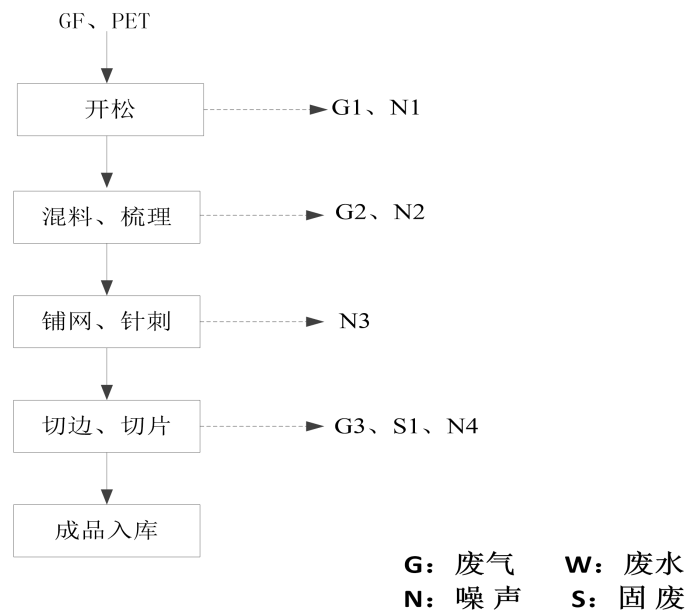 GF、PET
开松
G1、N1
混料、梳理
G2、N2
铺网、针刺
N3
切边、切片
G3、S1、N4
成品入库
G：废气 W：废水
N：噪声 S：固废